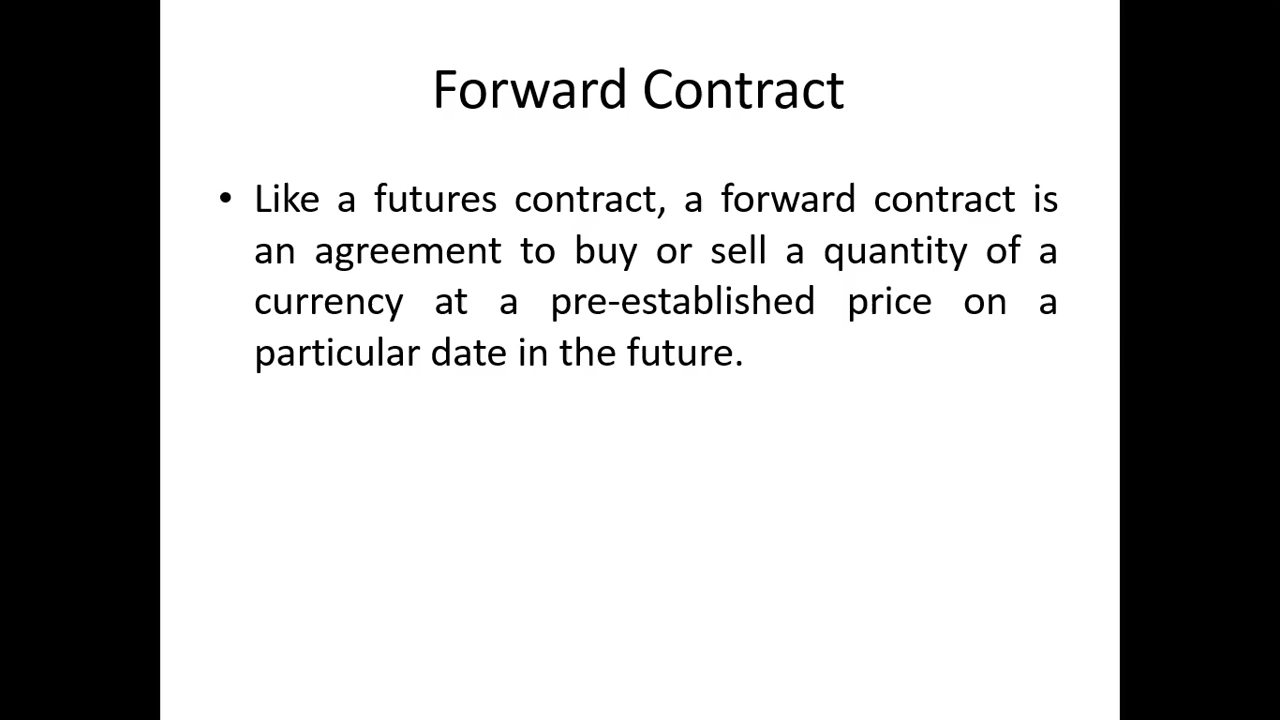 Forward Contract
• Like a futures contract, a forward contract is
an agreement to buy or sell a quantity of a
currency at a pre-established price on a
particular date in the future.